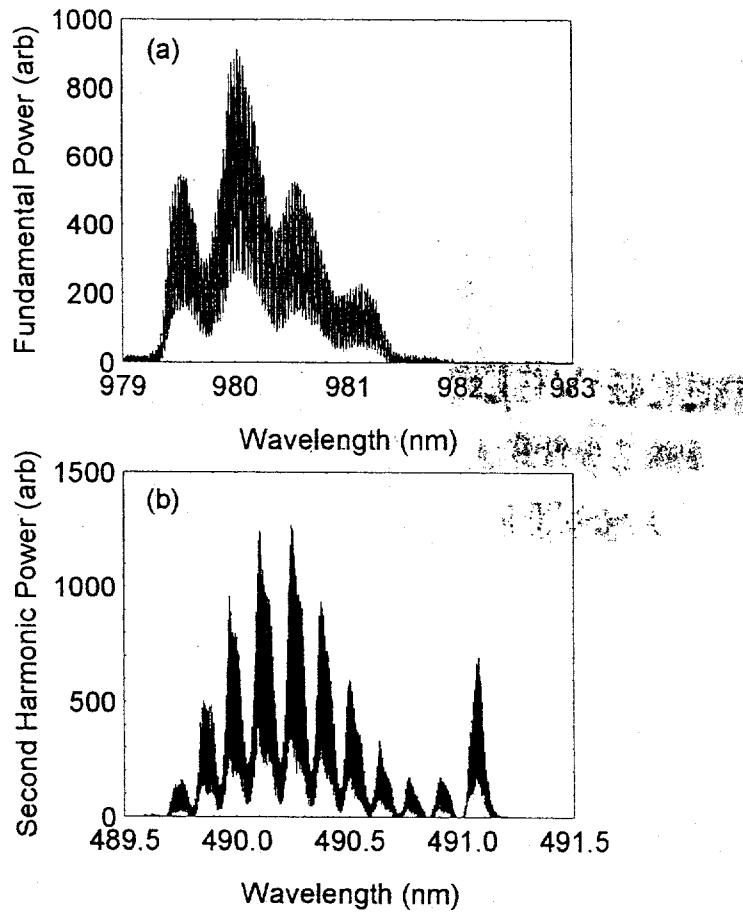 1000
800
600
400
200
0
Fundamental Power (arb)
(a)
979 980 981 982 983
Wavelength (nm)
1500
1000
500
0
Second Harmonic Power (arb)
(b)
489.5 490.0 490.5 491.0 491.5
Wavelength (nm)